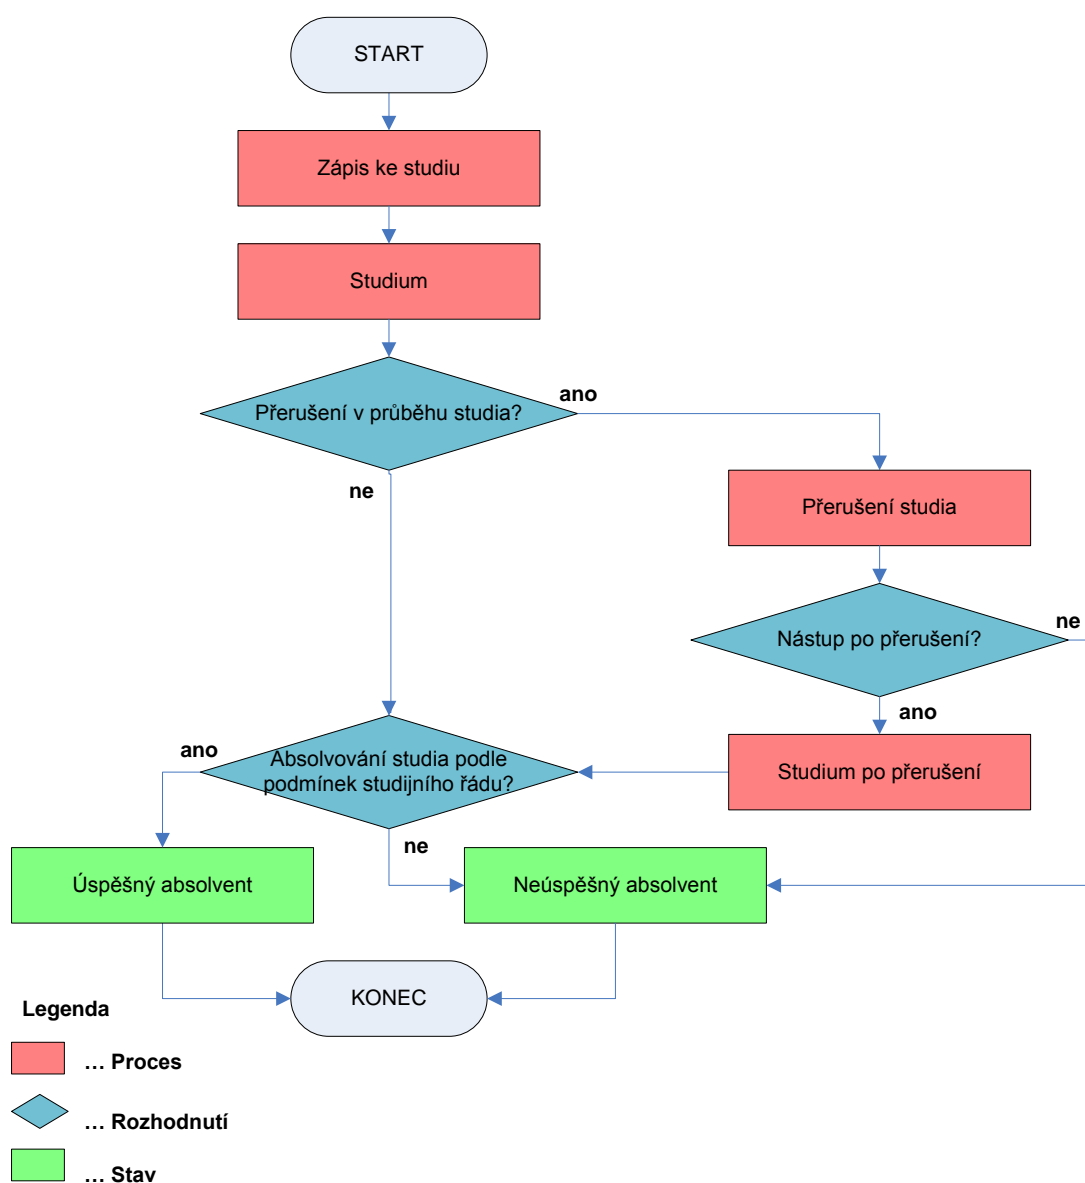 START
Zápis ke studiu
Studium
Přerušení v průběhu studia?
ano
ne
Přerušení studia
Nástup po přerušení?
ne
ano
Studium po přerušení
Absolvování studia podle
podmínek studijního řádu?
ano
ne
Úspěšný absolvent
Neúspěšný absolvent
KONEC
Legenda
… Proces
… Rozhodnutí
… Stav